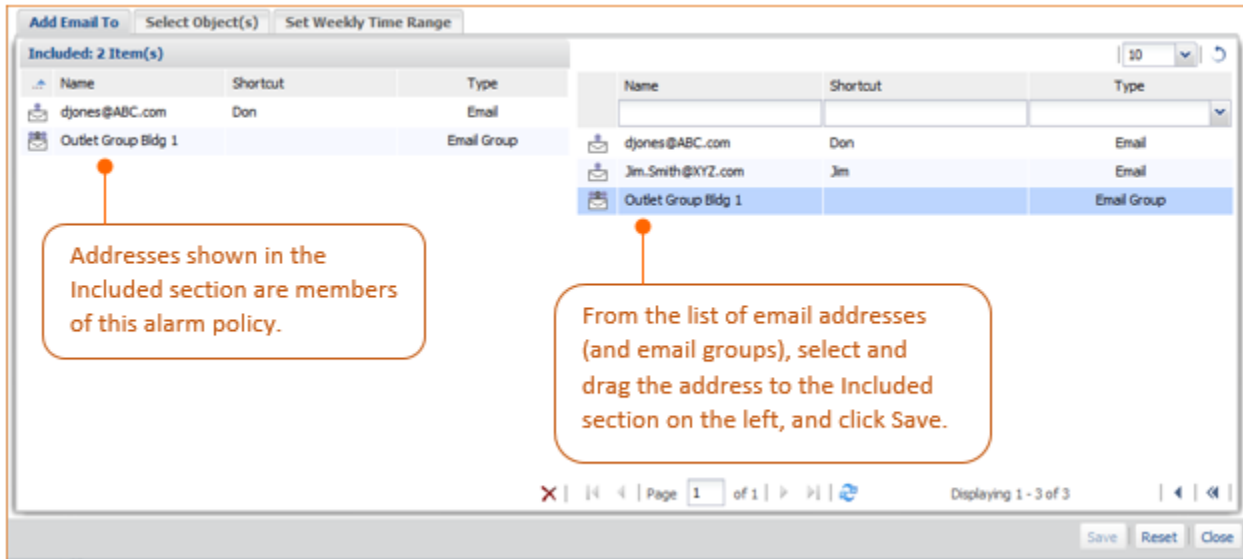 Add Email To Select Object(s) Set Weekly Time Range
Included: 2 Item(s)
10
Name Shortcut Type
Name Shortcut Type
djones@ABC.com Don Email
Outlet Group Bldg 1 Email Group
djones@ABC.com Don Email
Jim.Smith@XYZ.com Jim Email
Outlet Group Bldg 1 Email Group
Addresses shown in the
Included section are members
of this alarm policy.
From the list of email addresses
(and email groups), select and
drag the address to the Included
section on the left, and click Save.
Page 1 of 1 Displaying 1 - 3 of 3
Save Reset Close